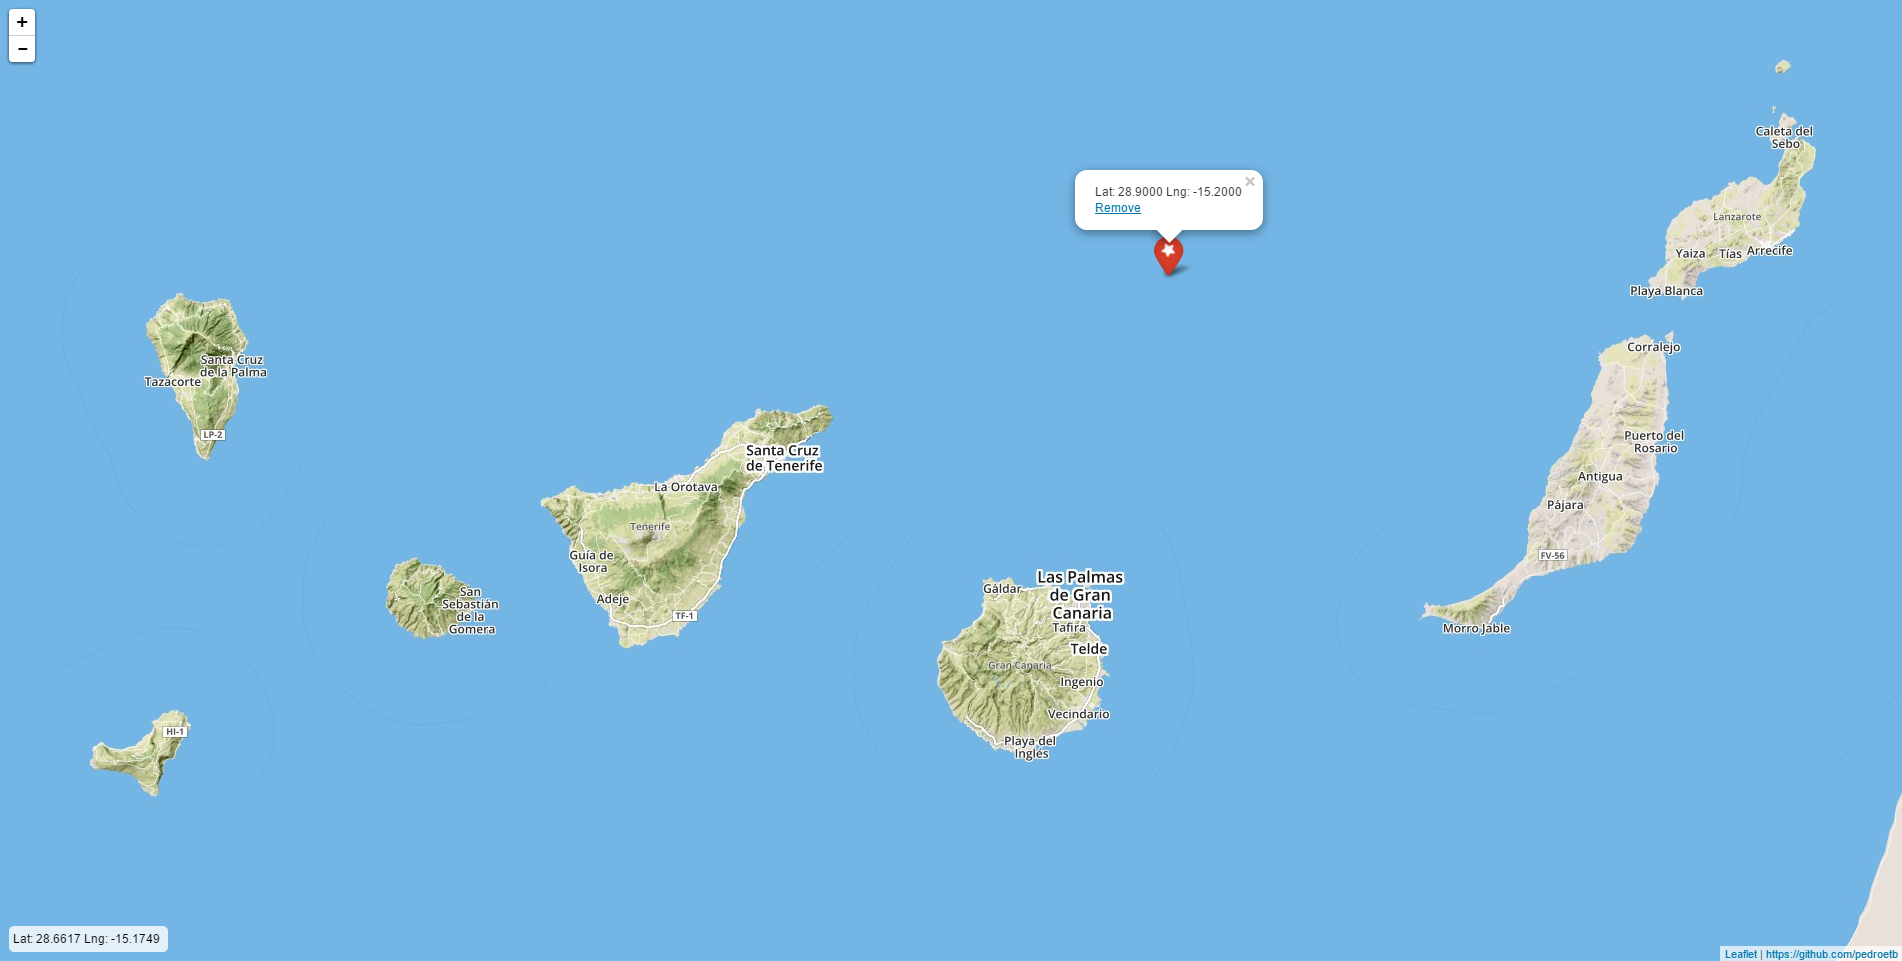 +
−
Caleta del
Sebo
Lat: 28.9000 Lng: -15.2000
×
Remove
Lanzarote
Yaiza
Tías
Arrecife
Playa Blanca
Corralejo
Santa Cruz
de la Palma
Tazacorte
LP-2
Puerto del
Rosario
Santa Cruz
de Tenerife
Antigua
La Orotava
Pájara
Tenerife
Guía de
Isora
FV-56
Las Palmas
de Gran
Canaria
Gáldar
San
Sebastián
de la
Gomera
Adeje
TF-1
Tafira
Morro Jable
Telde
Gran Canaria
Ingenio
Vecindario
HI-1
Playa del
Inglés
Lat: 28.6617 Lng: -15.1749
Leaflet | https://github.com/pedroetb